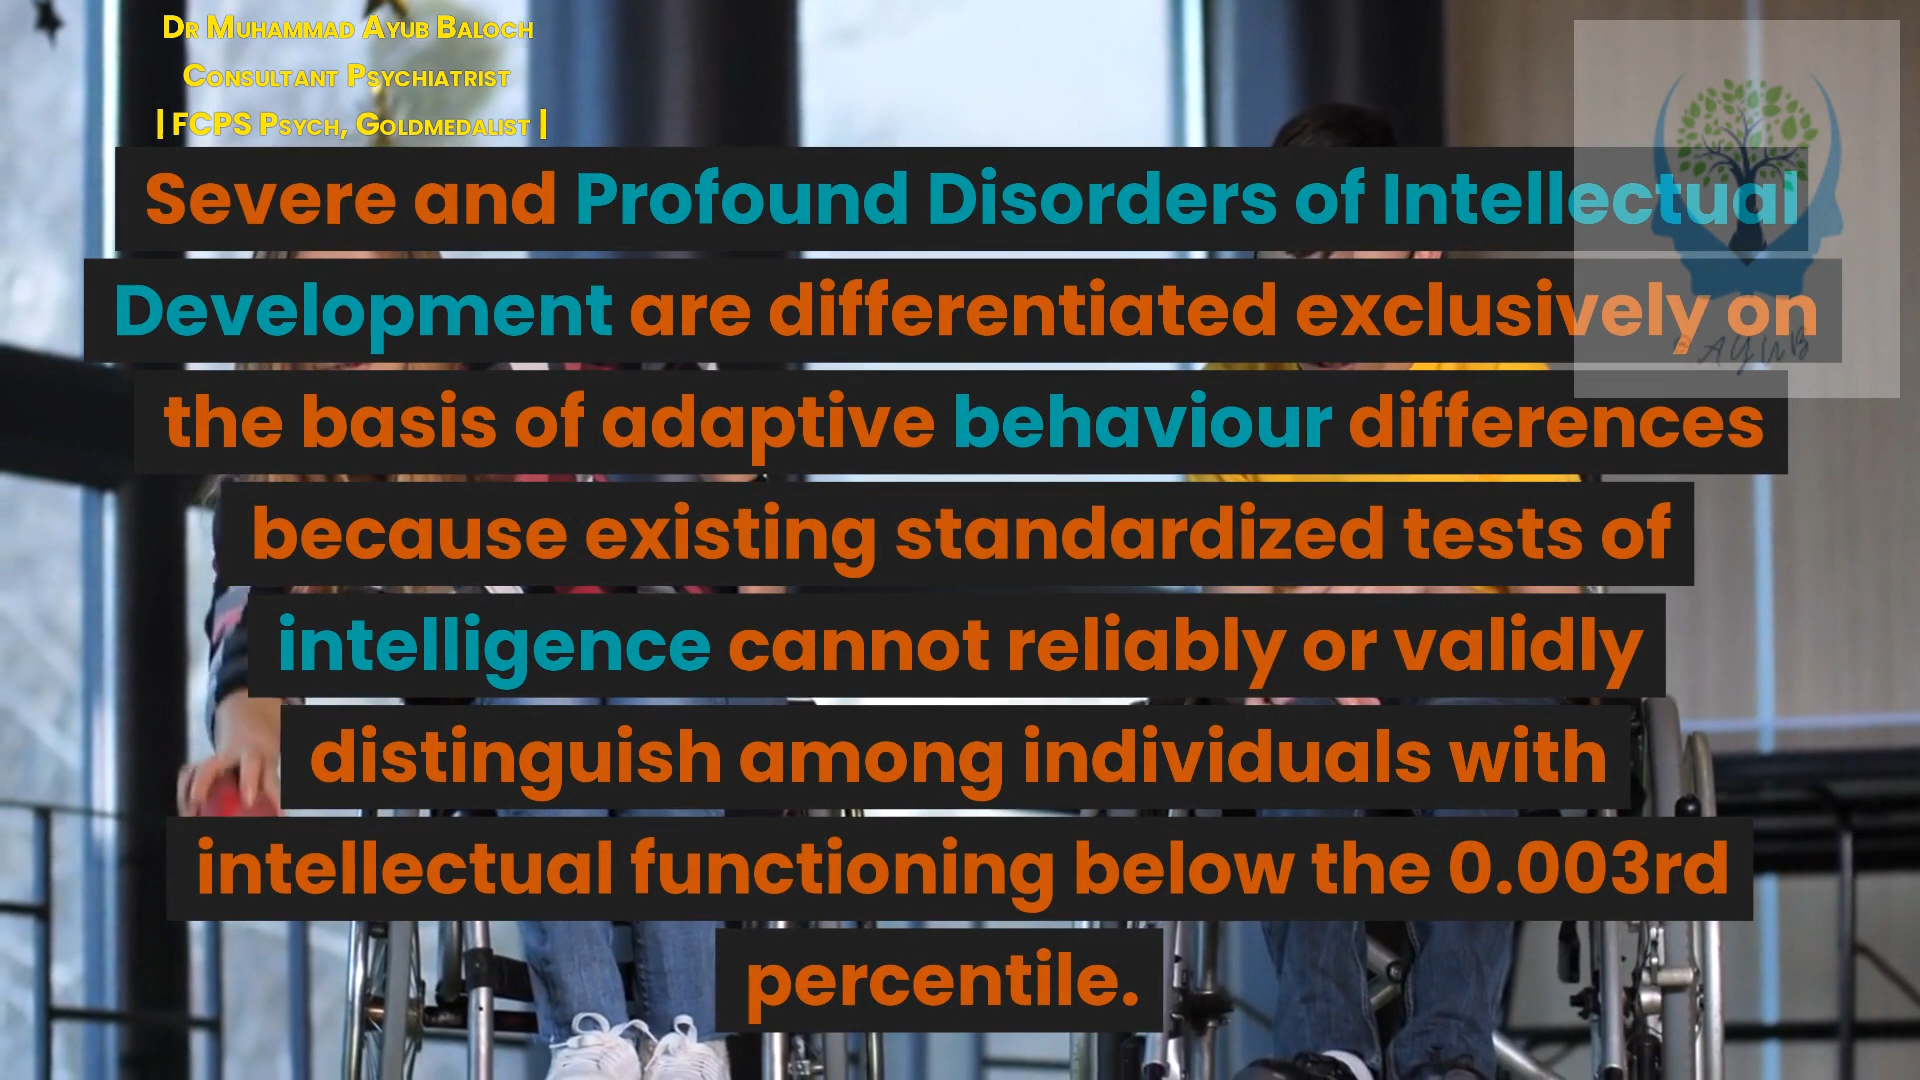 Dr Muhammad Ayub Baloch
Consultant Psychiatrist
| FCPS Psych, Goldmedalist |
Severe and Profound Disorders of Intellectual
Development are differentiated exclusively on
the basis of adaptive behaviour differences
because existing standardized tests of
intelligence cannot reliably or validly
distinguish among individuals with
intellectual functioning below the 0.003rd
percentile.
AYUB